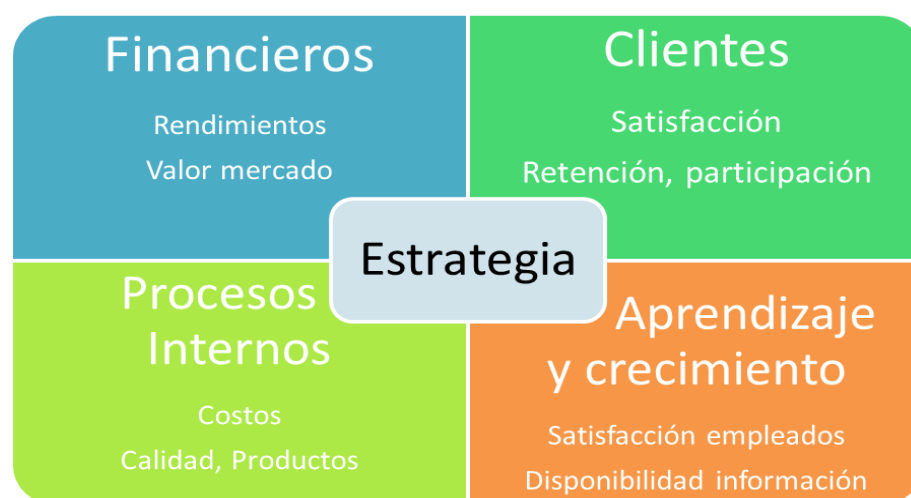 Financieros
Rendimientos
Valor mercado
Clientes
Satisfacción
Retención, participación
Estrategia
Procesos
Internos
Costos
Calidad, Productos
Aprendizaje
y crecimiento
Satisfacción empleados
Disponibilidad información